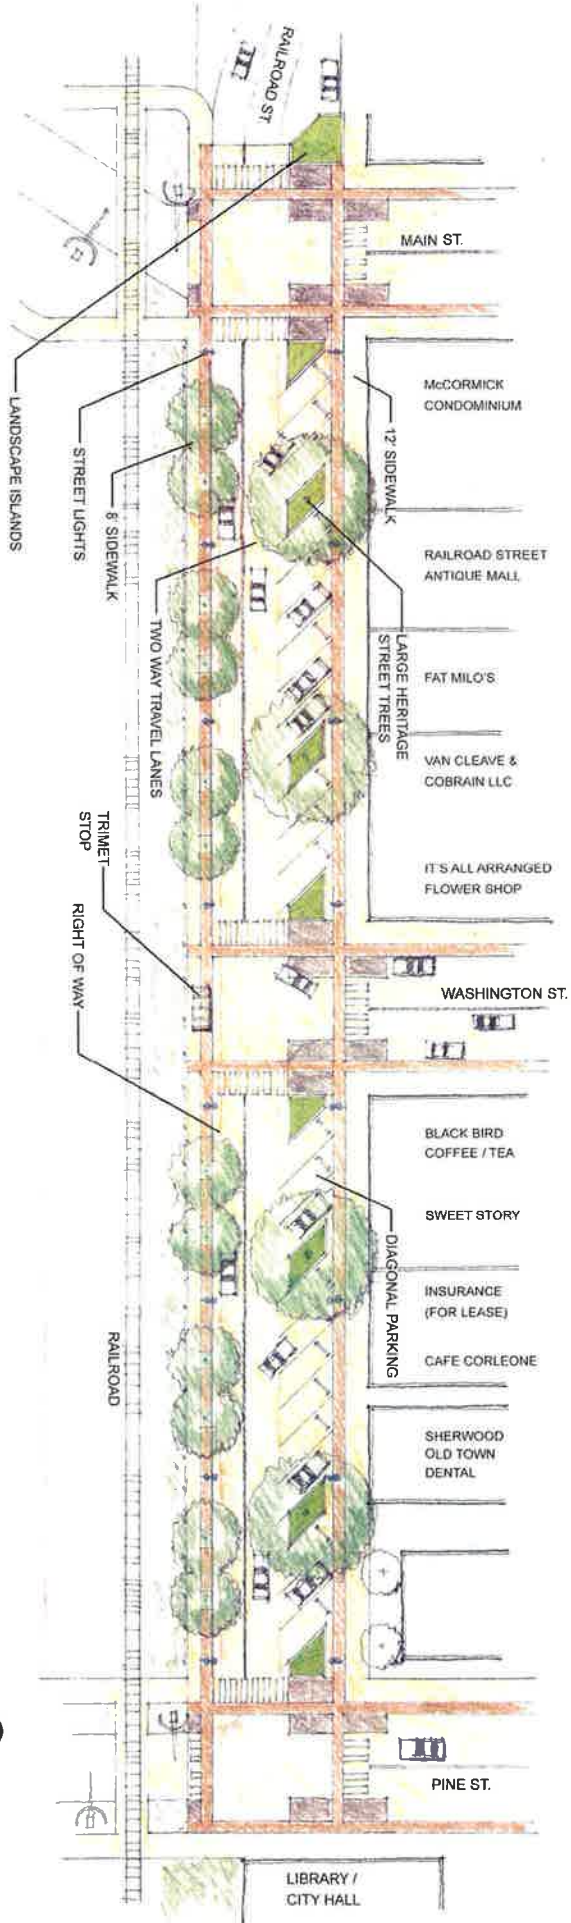 RAILROAD ST.
MAIN ST.
McCORMICK
CONDOMINIUM
12' SIDEWALK
LANDSCAPE ISLANDS
STREET LIGHTS
8' SIDEWALK
TWO WAY TRAVEL LANES
LARGE HERITAGE
STREET TREES
RAILROAD STREET
ANTIQUE MALL
FAT MILO'S
VAN CLEAVE &
COBRAIN LLC
IT'S ALL ARRANGED
FLOWER SHOP
TRIMET
STOP
RIGHT OF WAY
WASHINGTON ST.
BLACK BIRD
COFFEE / TEA
SWEET STORY
DIAGONAL PARKING
INSURANCE
(FOR LEASE)
CAFE CORLEONE
RAILROAD
SHERWOOD
OLD TOWN
DENTAL
PINE ST.
LIBRARY /
CITY HALL